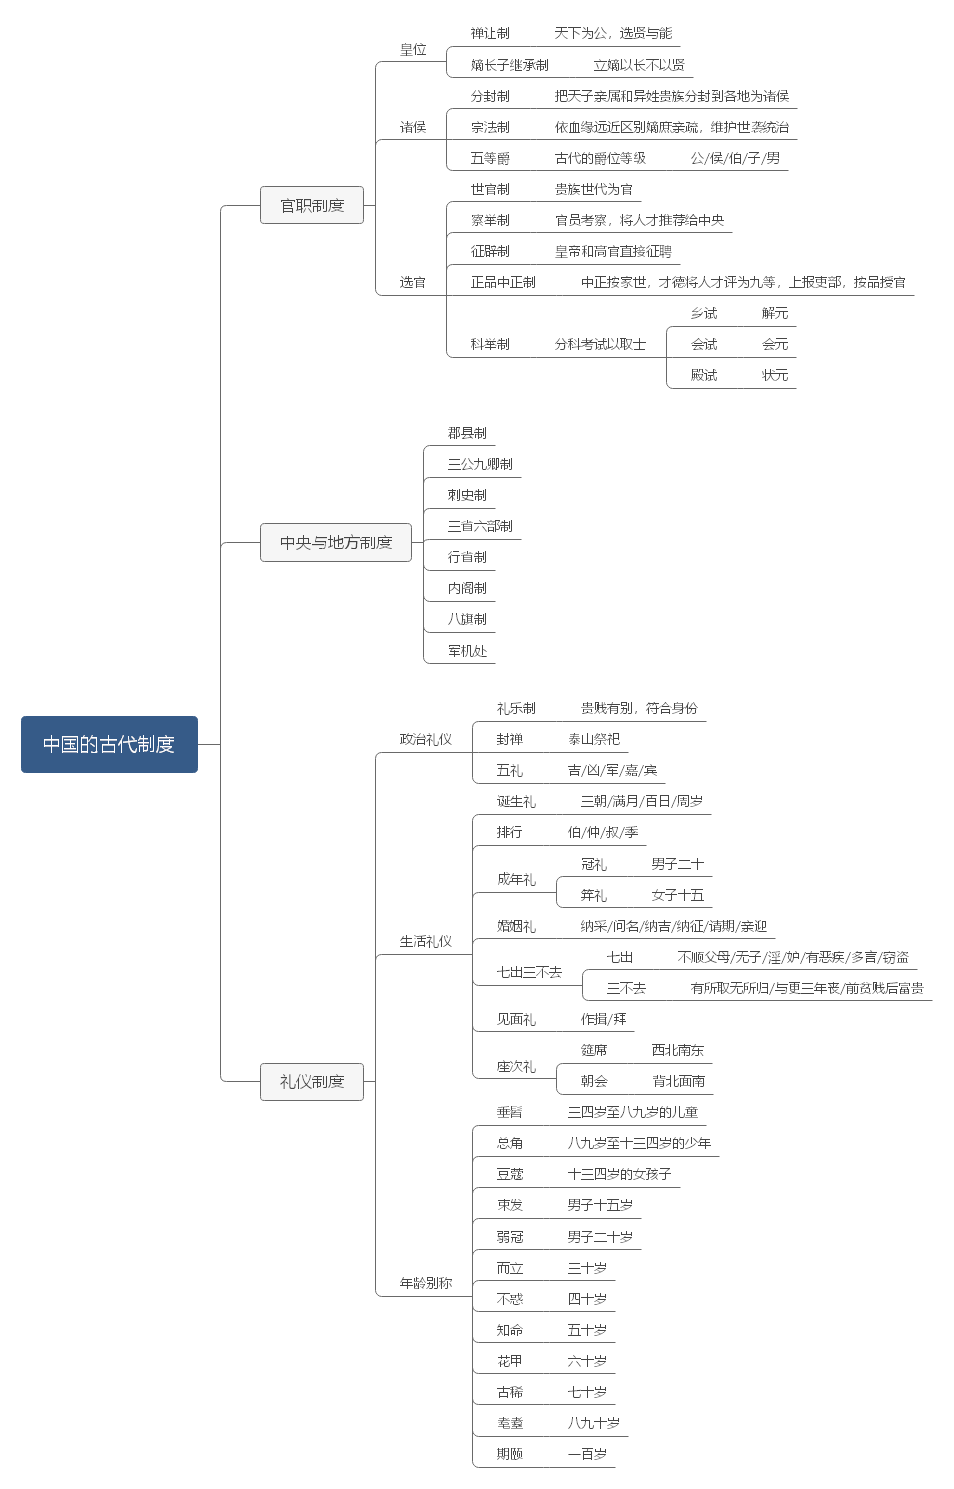 中国的古代制度
官职制度
皇位
禅让制 天下为公，选贤与能
嫡长子继承制 立嫡以长不以贤
诸侯
分封制 把天子亲属和异姓贵族分封到各地为诸侯
宗法制 依血缘远近区别嫡庶亲疏，维护世袭统治
五等爵 古代的爵位等级 公/侯/伯/子/男
选官
世官制 贵族世代为官
察举制 官员考察，将人才推荐给中央
征辟制 皇帝和高官直接征聘
正品中正制 中正按家世，才德将人才评为九等，上报吏部，按品授官
科举制 分科考试以取士
乡试 解元
会试 会元
殿试 状元
中央与地方制度
郡县制
三公九卿制
刺史制
三省六部制
行省制
内阁制
八旗制
军机处
礼仪制度
政治礼仪
礼乐制 贵贱有别，符合身份
封禅 泰山祭祀
五礼 吉/凶/军/嘉/宾
生活礼仪
诞生礼 三朝/满月/百日/周岁
排行 伯/仲/叔/季
成年礼
冠礼 男子二十
笄礼 女子十五
婚姻礼 纳采/问名/纳吉/纳征/请期/亲迎
七出三不去
七出 不顺父母/无子/淫/妒/有恶疾/多言/窃盗
三不去 有所取无所归/与更三年丧/前贫贱后富贵
见面礼 作揖/拜
座次礼
筵席 西北南东
朝会 背北面南
年龄别称
垂髫 三四岁至八九岁的儿童
总角 八九岁至十三四岁的少年
豆蔻 十三四岁的女孩子
束发 男子十五岁
弱冠 男子二十岁
而立 三十岁
不惑 四十岁
知命 五十岁
花甲 六十岁
古稀 七十岁
耄耋 八九十岁
期颐 一百岁